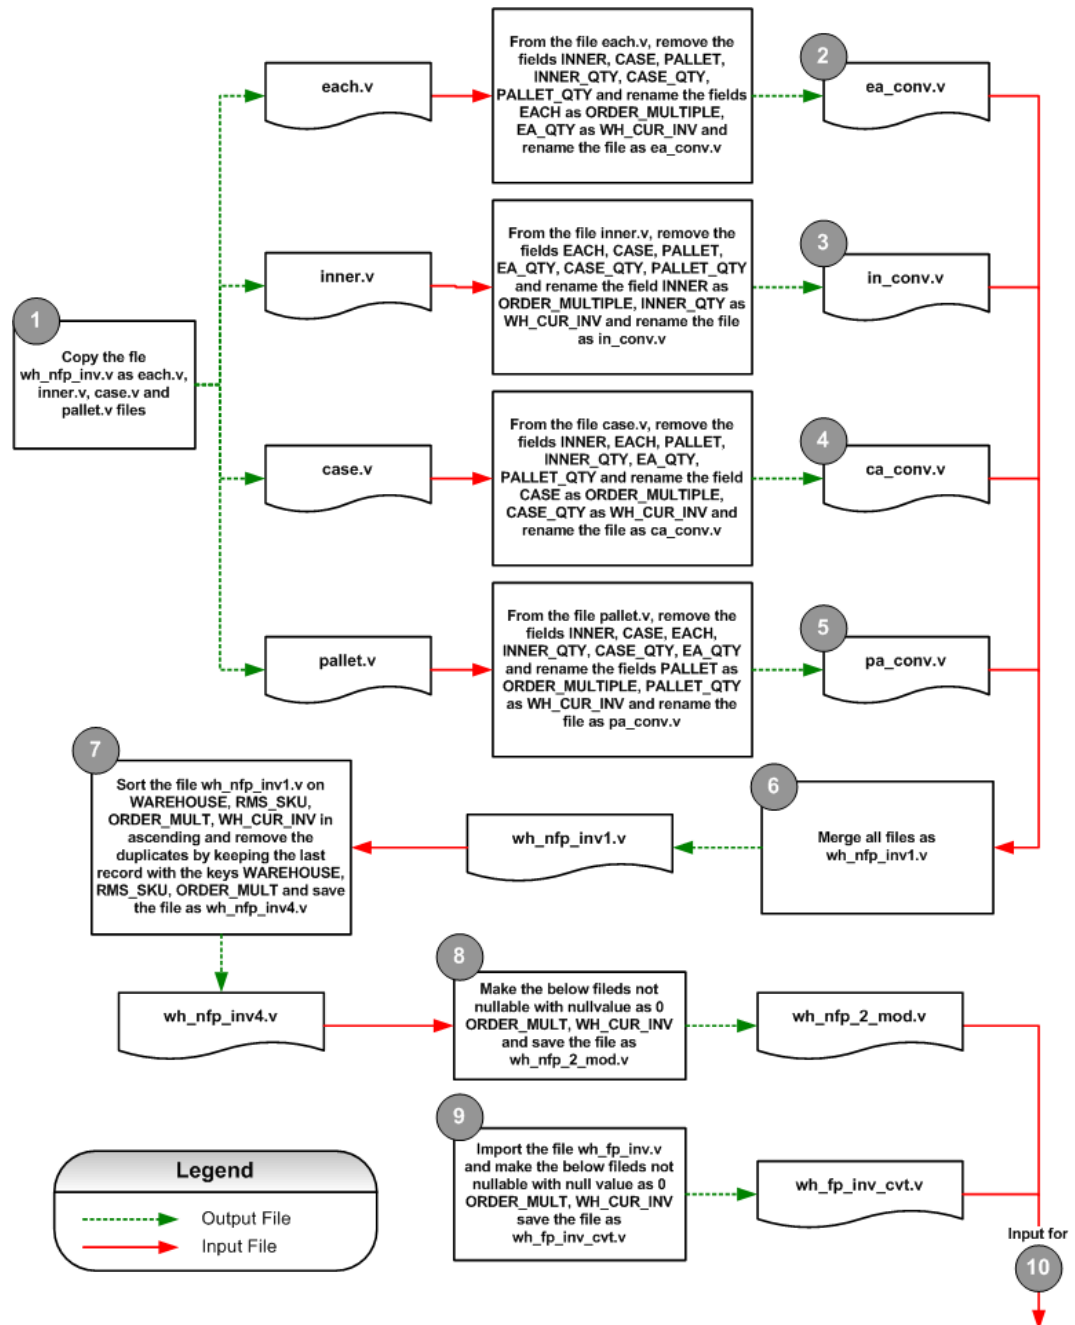 1
Copy the fle
wh_nfp_inv.v as each.v,
inner.v, case.v and
pallet.v files
each.v
From the file each.v, remove the
fields INNER, CASE, PALLET,
INNER_QTY, CASE_QTY,
PALLET_QTY and rename the fields
EACH as ORDER_MULTIPLE,
EA_QTY as WH_CUR_INV and
rename the file as ea_conv.v
2
ea_conv.v
inner.v
From the file inner.v, remove the
fields EACH, CASE, PALLET,
EA_QTY, CASE_QTY, PALLET_QTY
and rename the field INNER as
ORDER_MULTIPLE, INNER_QTY as
WH_CUR_INV and rename the file
as in_conv.v
3
in_conv.v
case.v
From the file case.v, remove the
fields INNER, EACH, PALLET,
INNER_QTY, EA_QTY,
PALLET_QTY and rename the field
CASE as ORDER_MULTIPLE,
CASE_QTY as WH_CUR_INV and
rename the file as ca_conv.v
4
ca_conv.v
pallet.v
From the file pallet.v, remove the
fields INNER, CASE, EACH,
INNER_QTY, CASE_QTY, EA_QTY
and rename the fields PALLET as
ORDER_MULTIPLE, PALLET_QTY
as WH_CUR_INV and rename the
file as pa_conv.v
5
pa_conv.v
6
Merge all files as
wh_nfp_inv1.v
wh_nfp_inv1.v
7
Sort the file wh_nfp_inv1.v on
WAREHOUSE, RMS_SKU,
ORDER_MULT, WH_CUR_INV in
ascending and remove the
duplicates by keeping the last
record with the keys WAREHOUSE,
RMS_SKU, ORDER_MULT and save
the file as wh_nfp_inv4.v
wh_nfp_inv4.v
8
Make the below fileds not
nullable with nullvalue as 0
ORDER_MULT, WH_CUR_INV
and save the file as
wh_nfp_2_mod.v
wh_nfp_2_mod.v
9
Import the file wh_fp_inv.v
and make the below fileds not
nullable with null value as 0
ORDER_MULT, WH_CUR_INV
save the file as
wh_fp_inv_cvt.v
wh_fp_inv_cvt.v
Input for
10
Legend
Output File
Input File